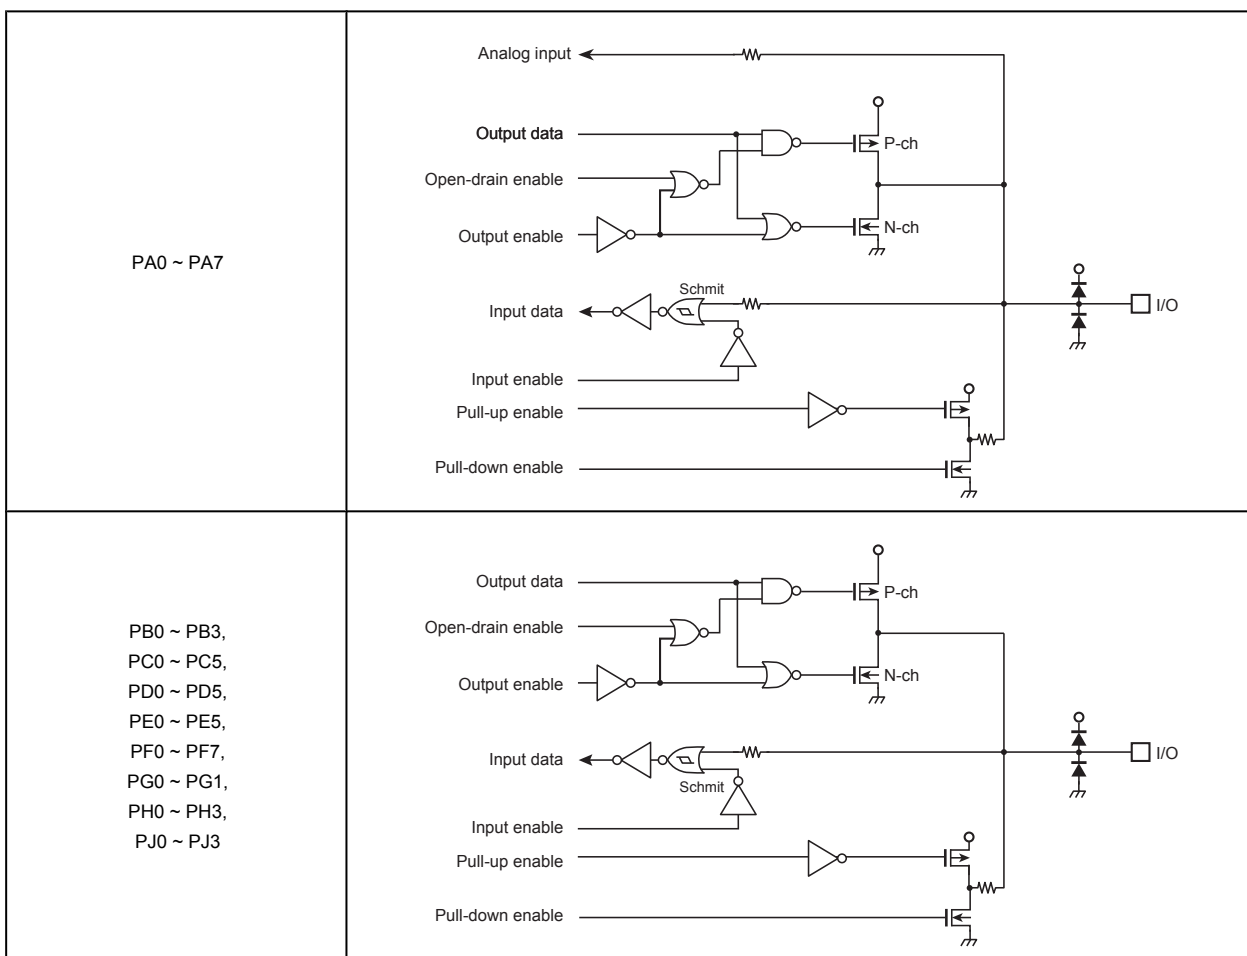 PA0 ~ PA7
Analog input
Output data
P-ch
Open-drain enable
Output enable
N-ch
Schmit
Input data
I/O
Input enable
Pull-up enable
Pull-down enable
PB0 ~ PB3,
PC0 ~ PC5,
PD0 ~ PD5,
PE0 ~ PE5,
PF0 ~ PF7,
PG0 ~ PG1,
PH0 ~ PH3,
PJ0 ~ PJ3
Output data
P-ch
Open-drain enable
Output enable
N-ch
Input data
I/O
Schmit
Input enable
Pull-up enable
Pull-down enable